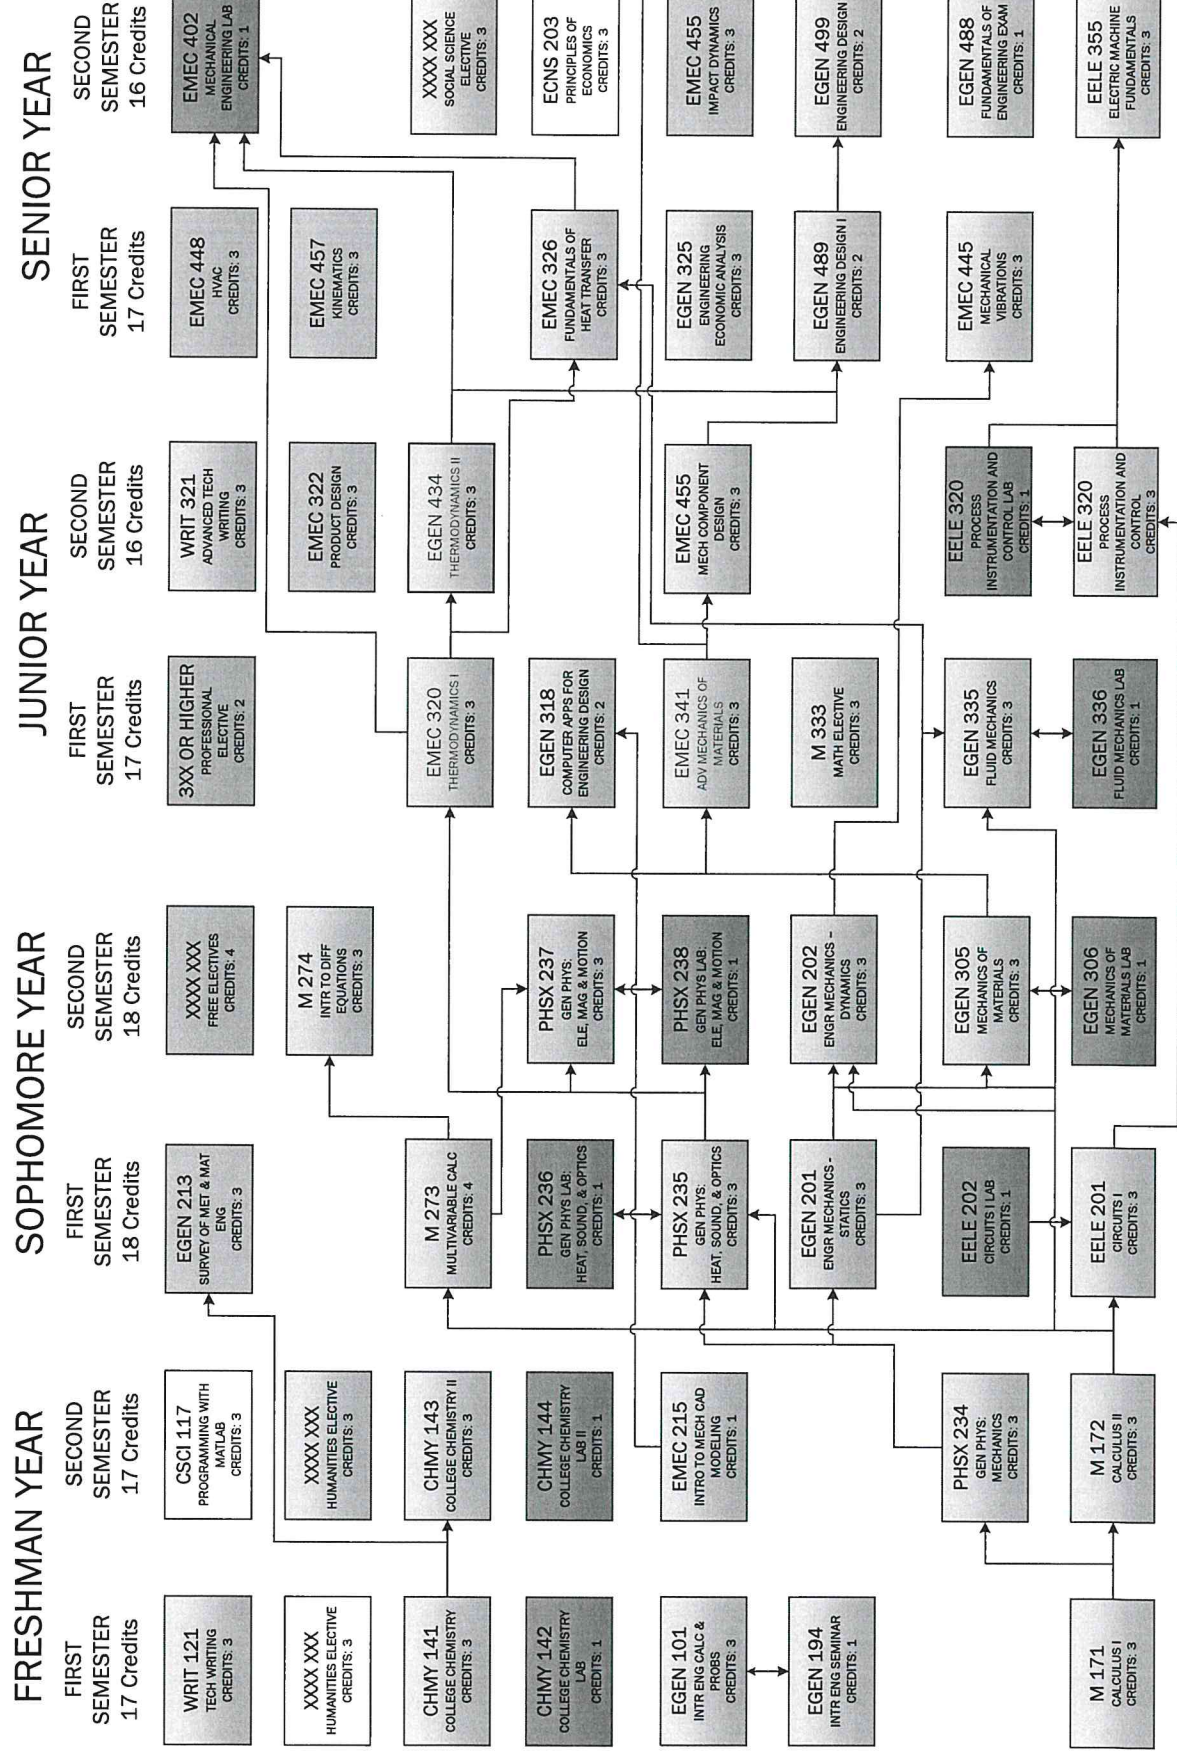 FRESHMAN YEAR
FIRST
SEMESTER
17 Credits
WRIT 121
TECH WRITING
CREDITS: 3
XXXX XXX
HUMANITIES ELECTIVE
CREDITS: 3
CHMY 141
COLLEGE CHEMISTRY
CREDITS: 3
CHMY 142
COLLEGE CHEMISTRY
LAB
CREDITS: 1
EGEN 101
INTR ENG CALC &
PROBS
CREDITS: 3
EGEN 194
INTR ENG SEMINAR
CREDITS: 1
M 171
CALCULUS I
CREDITS: 3
SECOND
SEMESTER
17 Credits
CSCI 117
PROGRAMMING WITH
MATLAB
CREDITS: 3
XXXX XXX
HUMANITIES ELECTIVE
CREDITS: 3
CHMY 143
COLLEGE CHEMISTRY II
CREDITS: 3
CHMY 144
COLLEGE CHEMISTRY
LAB II
CREDITS: 1
EMEC 215
INTRO TO MECH CAD
MODELING
CREDITS: 1
PHSX 234
GEN PHYS:
MECHANICS
CREDITS: 3
M 172
CALCULUS II
CREDITS: 3
SOPHOMORE YEAR
FIRST
SEMESTER
18 Credits
EGEN 213
SURVEY OF MET & MAT
ENG
CREDITS: 3
M 273
MULTIVARIABLE CALC
CREDITS: 4
PHSX 236
GEN PHYS LAB:
HEAT, SOUND, & OPTICS
CREDITS: 1
PHSX 235
GEN PHYS:
HEAT, SOUND, & OPTICS
CREDITS: 3
EGEN 201
ENGR MECHANICS -
STATICS
CREDITS: 3
EELE 202
CIRCUITS I LAB
CREDITS: 1
EELE 201
CIRCUITS I
CREDITS: 3
SECOND
SEMESTER
18 Credits
XXXX XXX
FREE ELECTIVES
CREDITS: 4
M 274
INTR TO DIFF
EQUATIONS
CREDITS: 3
PHSX 237
GEN PHYS:
ELE, MAG & MOTION
CREDITS: 3
PHSX 238
GEN PHYS LAB:
ELE, MAG & MOTION
CREDITS: 1
EGEN 202
ENGR MECHANICS –
DYNAMICS
CREDITS: 3
EGEN 305
MECHANICS OF
MATERIALS
CREDITS: 3
EGEN 306
MECHANICS OF
MATERIALS LAB
CREDITS: 1
JUNIOR YEAR
FIRST
SEMESTER
17 Credits
3XX OR HIGHER
PROFESSIONAL
ELECTIVE
CREDITS: 2
EMEC 320
THERMODYNAMICS I
CREDITS: 3
EGEN 318
COMPUTER APPS FOR
ENGINEERING DESIGN
CREDITS: 2
EMEC 341
ADV MECHANICS OF
MATERIALS
CREDITS: 3
M 333
MATH ELECTIVE
CREDITS: 3
EGEN 335
FLUID MECHANICS
CREDITS: 3
EGEN 336
FLUID MECHANICS LAB
CREDITS: 1
SECOND
SEMESTER
16 Credits
WRIT 321
ADVANCED TECH
WRITING
CREDITS: 3
EMEC 322
PRODUCT DESIGN
CREDITS: 3
EGEN 434
THERMODYNAMICS II
CREDITS: 3
EMEC 455
MECH COMPONENT
DESIGN
CREDITS: 3
EELE 320
PROCESS
INSTRUMENTATION AND
CONTROL LAB
CREDITS: 1
EELE 320
PROCESS
INSTRUMENTATION AND
CONTROL
CREDITS: 3
SENIOR YEAR
FIRST
SEMESTER
17 Credits
EMEC 448
HVAC
CREDITS: 3
EMEC 457
KINEMATICS
CREDITS: 3
EMEC 326
FUNDAMENTALS OF
HEAT TRANSFER
CREDITS: 3
EGEN 325
ENGINEERING
ECONOMIC ANALYSIS
CREDITS: 3
EGEN 489
ENGINEERING DESIGN I
CREDITS: 2
EMEC 445
MECHANICAL
VIBRATIONS
CREDITS: 3
SECOND
SEMESTER
16 Credits
EMEC 402
MECHANICAL
ENGINEERING LAB
CREDITS: 1
XXXX XXX
SOCIAL SCIENCE
ELECTIVE
CREDITS: 3
ECNS 203
PRINCIPLES OF
ECONOMICS
CREDITS: 3
EMEC 455
IMPACT DYNAMICS
CREDITS: 3
EGEN 499
ENGINEERING DESIGN
CREDITS: 2
EGEN 488
FUNDAMENTALS OF
ENGINEERING EXAM
CREDITS: 1
EELE 355
ELECTRIC MACHINE
FUNDAMENTALS
CREDITS: 3